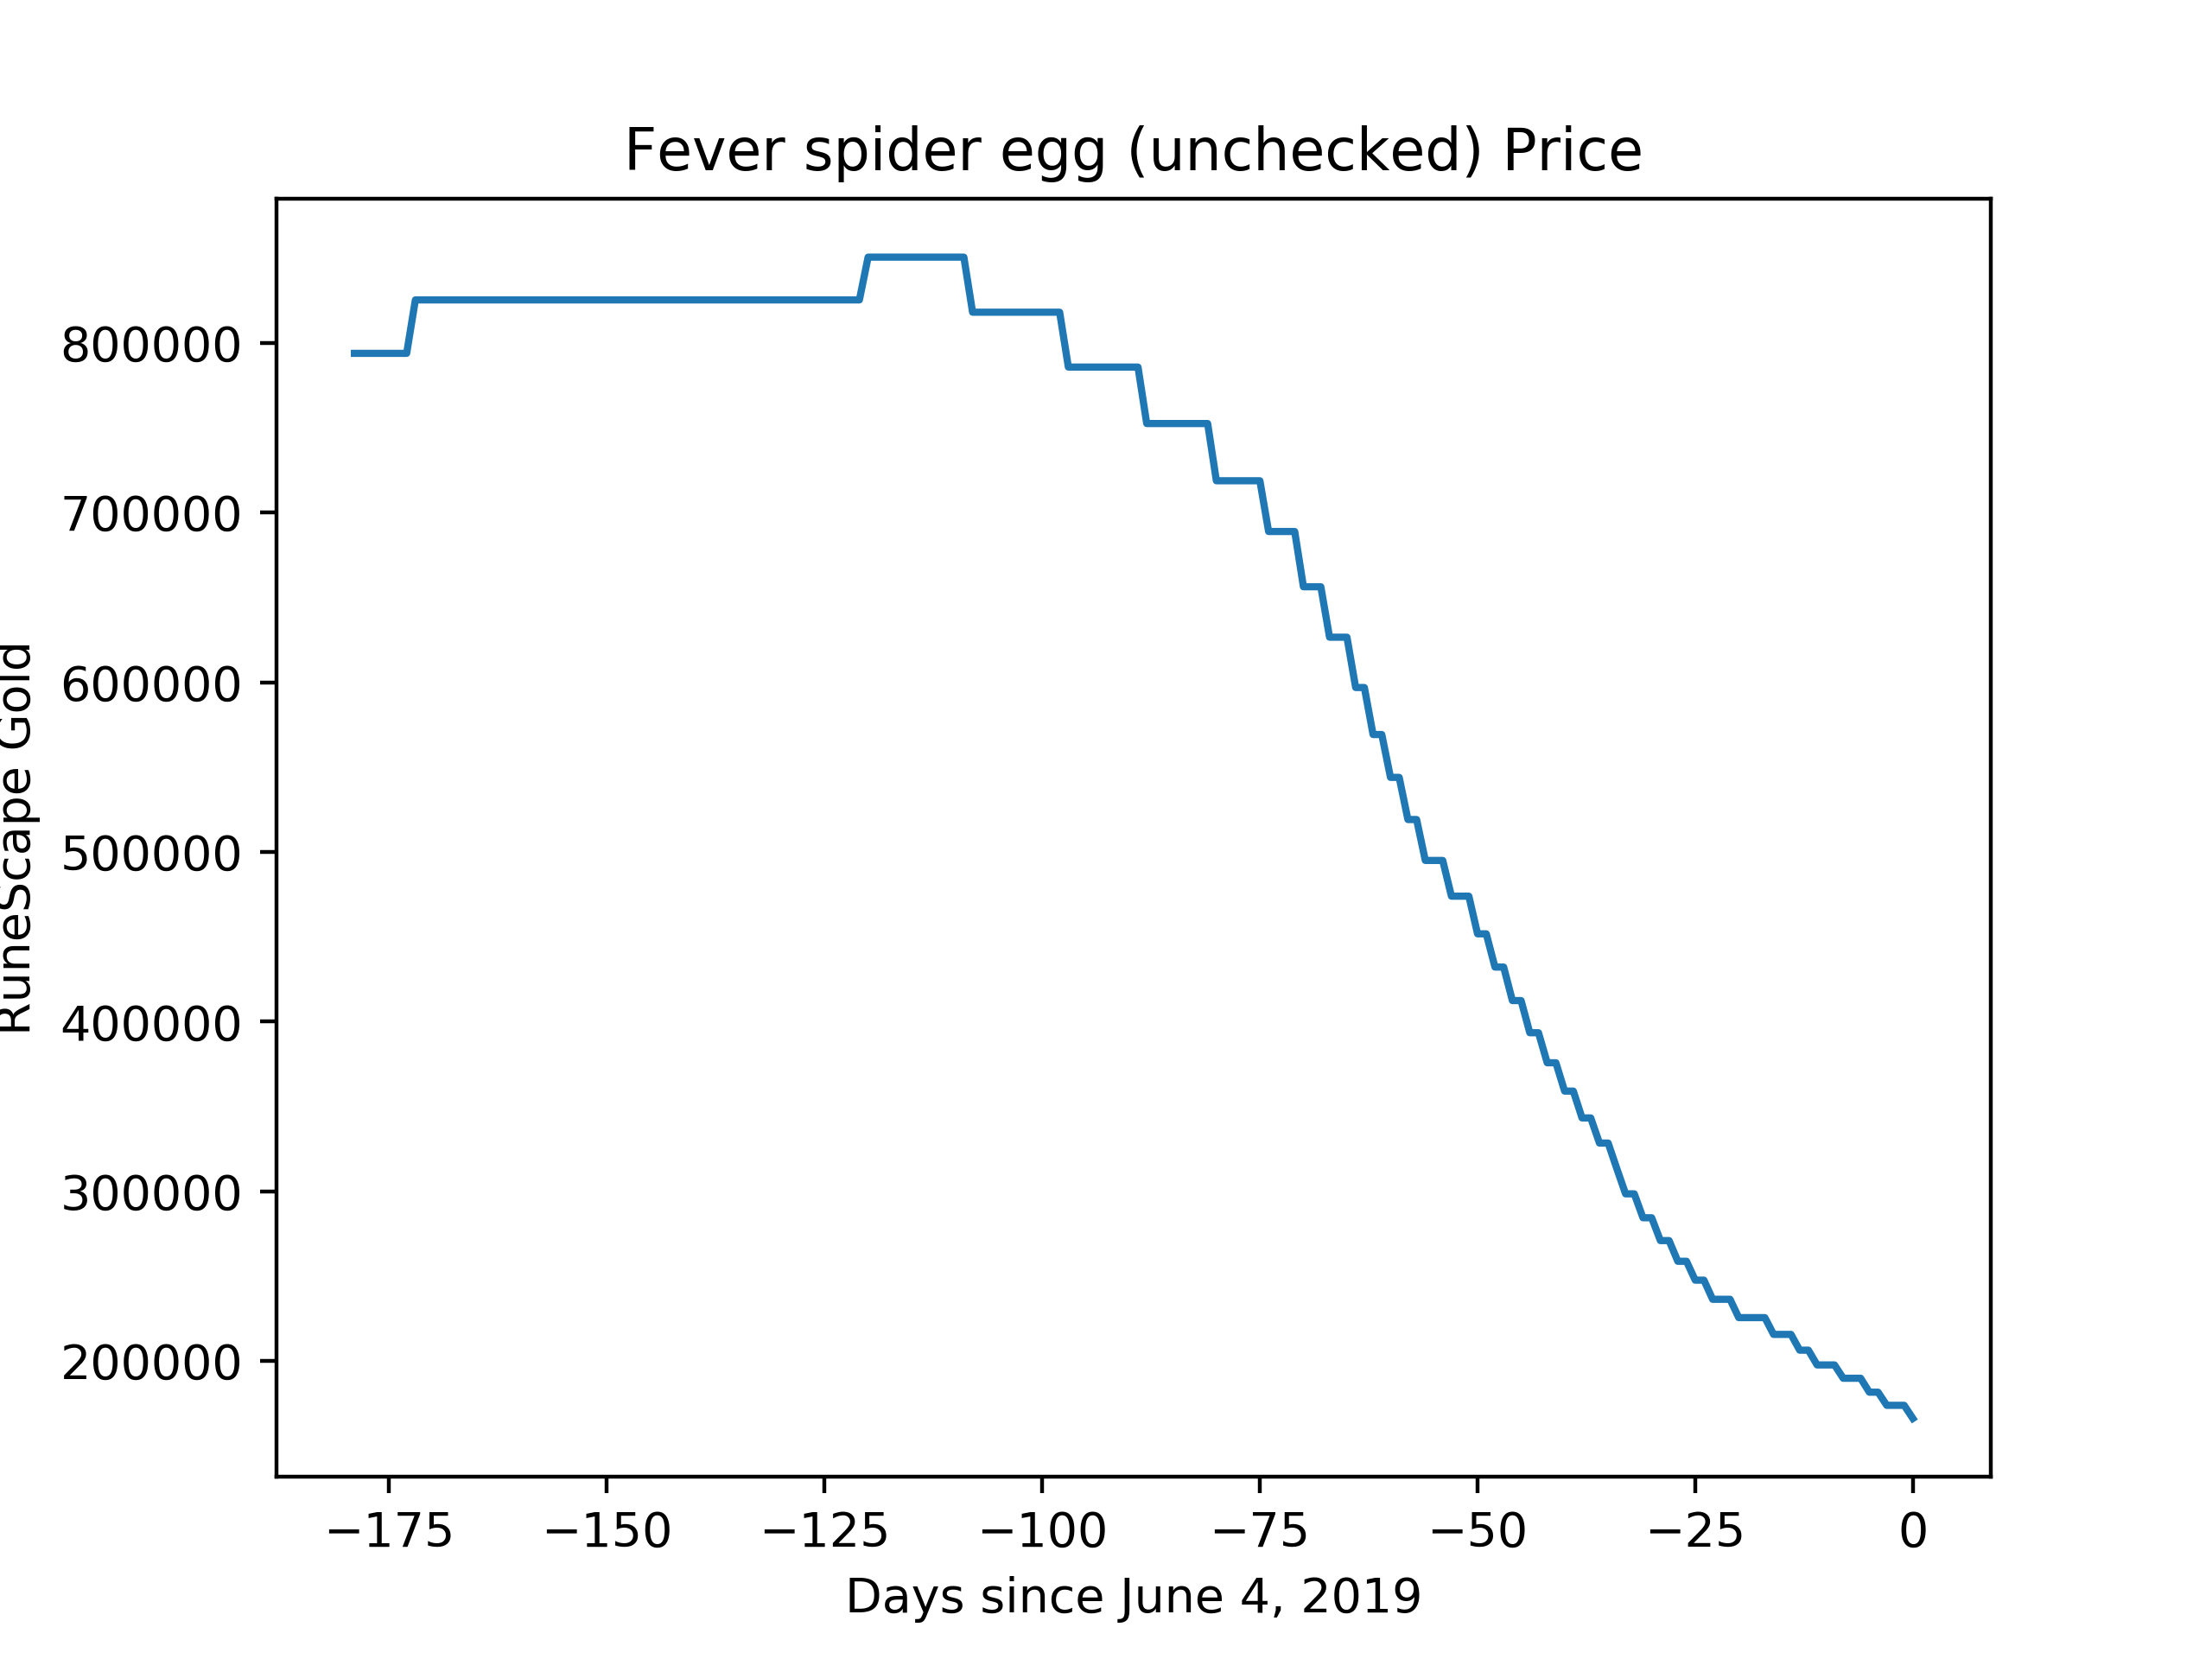 Fever spider egg (unchecked) Price
800000
700000
600000
500000
400000
300000
200000
RuneScape Gold
−175 −150 −125 −100 −75 −50 −25 0
Days since June 4, 2019